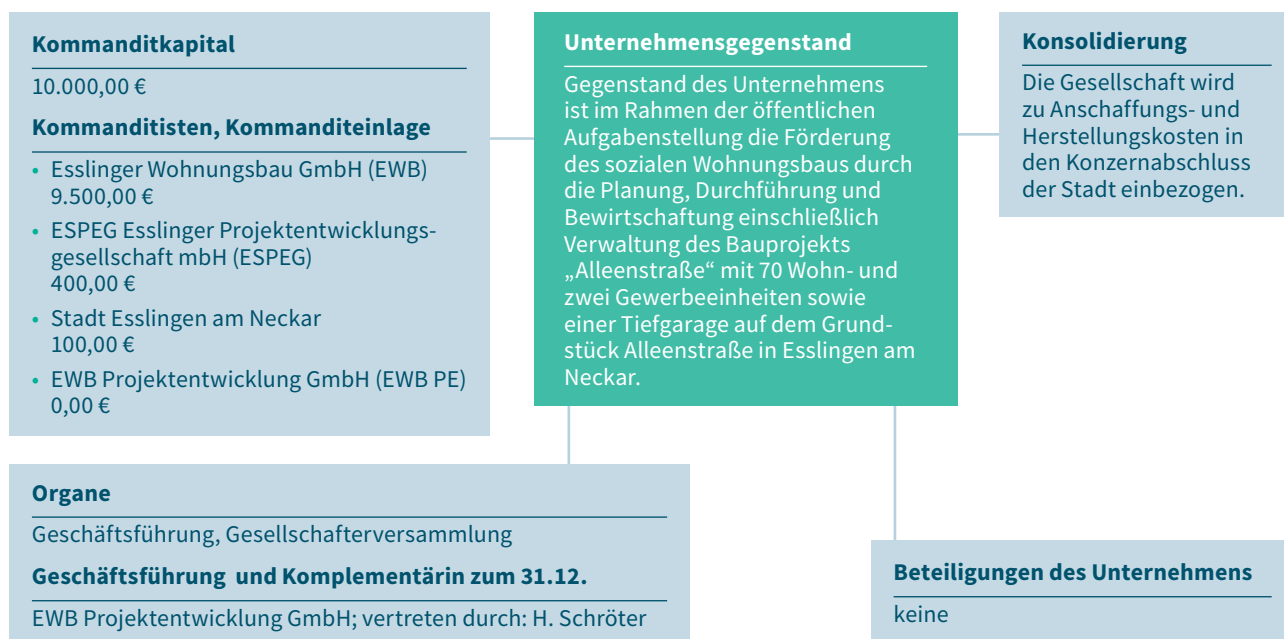 Kommanditkapital
10.000,00 €
Kommanditisten, Kommanditeinlage
• Esslinger Wohnungsbau GmbH (EWB)
9.500,00 €
• ESPEG Esslinger Projektentwicklungs-
gesellschaft mbH (ESPEG)
400,00 €
• Stadt Esslingen am Neckar
100,00 €
• EWB Projektentwicklung GmbH (EWB PE)
0,00 €
Unternehmensgegenstand
Gegenstand des Unternehmens
ist im Rahmen der öffentlichen
Aufgabenstellung die Förderung
des sozialen Wohnungsbaus durch
die Planung, Durchführung und
Bewirtschaftung einschließlich
Verwaltung des Bauprojekts
„Alleenstraße“ mit 70 Wohn- und
zwei Gewerbeeinheiten sowie
einer Tiefgarage auf dem Grund-
stück Alleenstraße in Esslingen am
Neckar.
Konsolidierung
Die Gesellschaft wird
zu Anschaffungs- und
Herstellungskosten in
den Konzernabschluss
der Stadt einbezogen.
Organe
Geschäftsführung, Gesellschafterversammlung
Geschäftsführung und Komplementärin zum 31.12.
EWB Projektentwicklung GmbH; vertreten durch: H. Schröter
Beteiligungen des Unternehmens
keine